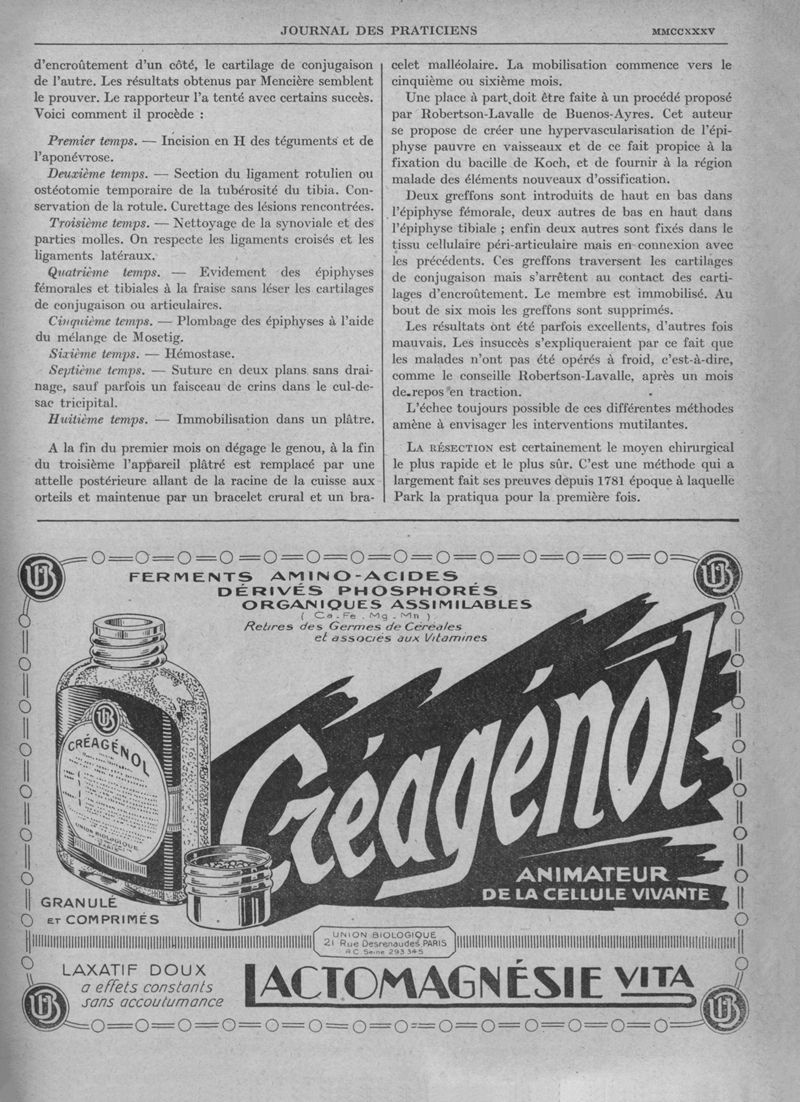 JOURNAL DES PRATICIENS MMCCXXXV
d'encroûtement d'un côté, le cartilage de conjugaison
de l'autre. Les résultats obtenus par Mencière semblent
le prouver. Le rapporteur l'a tenté avec certains succès.
Voici comment il procède :
Premier temps. — Incision en H des téguments et de
l'aponévrose.
Deuxième temps. — Section du ligament rotulien ou
ostéotomie temporaire de la tubérosité du tibia. Con-
servation de la rotule. Curettage des lésions rencontrées.
Troisième temps. — Nettoyage de la synoviale et des
parties molles. On respecte les ligaments croisés et les
ligaments latéraux.
Quatrième temps. — Evidement des épiphyses
fémorales et tibiales à la fraise sans léser les cartilages
de conjugaison ou articulaires.
Cinquième temps. — Plombage des épiphyses à l'aide
du mélange de Mosetig.
Sixième temps. — Hémostase.
Septième temps. — Suture en deux plans sans drai-
nage, sauf parfois un faisceau de crins dans le cul-de-
sac tricipital.
Huitième temps. — Immobilisation dans un plâtre.
A la fin du premier mois on dégage le genou, à la fin
du troisième l'appareil plâtré est remplacé par une
attelle postérieure allant de la racine de la cuisse aux
orteils et maintenue par un bracelet crural et un bra-
celet malléolaire. La mobilisation commence vers le
cinquième ou sixième mois.
Une place à part doit être faite à un procédé proposé
par Robertson-Lavalle de Buenos-Ayres. Cet auteur
se propose de créer une hypervascularisation de l'épi-
physe pauvre en vaisseaux et de ce fait propice à la
fixation du bacille de Koch, et de fournir à la région
malade des éléments nouveaux d'ossification.
Deux greffons sont introduits de haut en bas dans
l'épiphyse fémorale, deux autres de bas en haut dans
l'épiphyse tibiale ; enfin deux autres sont fixés dans le
tissu cellulaire péri-articulaire mais en connexion avec
les précédents. Ces greffons traversent les cartilages
de conjugaison mais s'arrêtent au contact des carti-
lages d'encroûtement. Le membre est immobilisé. Au
bout de six mois les greffons sont supprimés.
Les résultats ont été parfois excellents, d'autres fois
mauvais. Les insuccès s'expliqueraient par ce fait que
les malades n'ont pas été opérés à froid, c'est-à-dire,
comme le conseille Robertson-Lavalle, après un mois
de repos en traction.
L'échec toujours possible de ces différentes méthodes
amène à envisager les interventions mutilantes.
LA RÉSECTION est certainement le moyen chirurgical
le plus rapide et le plus sûr. C'est une méthode qui a
largement fait ses preuves depuis 1781 époque à laquelle
Park la pratiqua pour la première fois.
FERMENTS AMINO-ACIDES
DÉRIVÉS PHOSPHORÉS
ORGANIQUES ASSIMILABLES
( Ca . Fe . Mg . Mn )
Retires des Germes de Céréales
et associés aux Vitamines
CRÉAGÉNOL
UNION BIOLOGIQUE
Créagénol
ANIMATEUR
DE LA CELLULE VIVANTE
GRANULÉ
ET COMPRIMÉS
UNION BIOLOGIQUE
21 Rue Desrenaudes PARIS
R C Seine 293 345
LAXATIF DOUX
a effets constants
sans accoutumance
LACTOMAGNÉSIE VITA